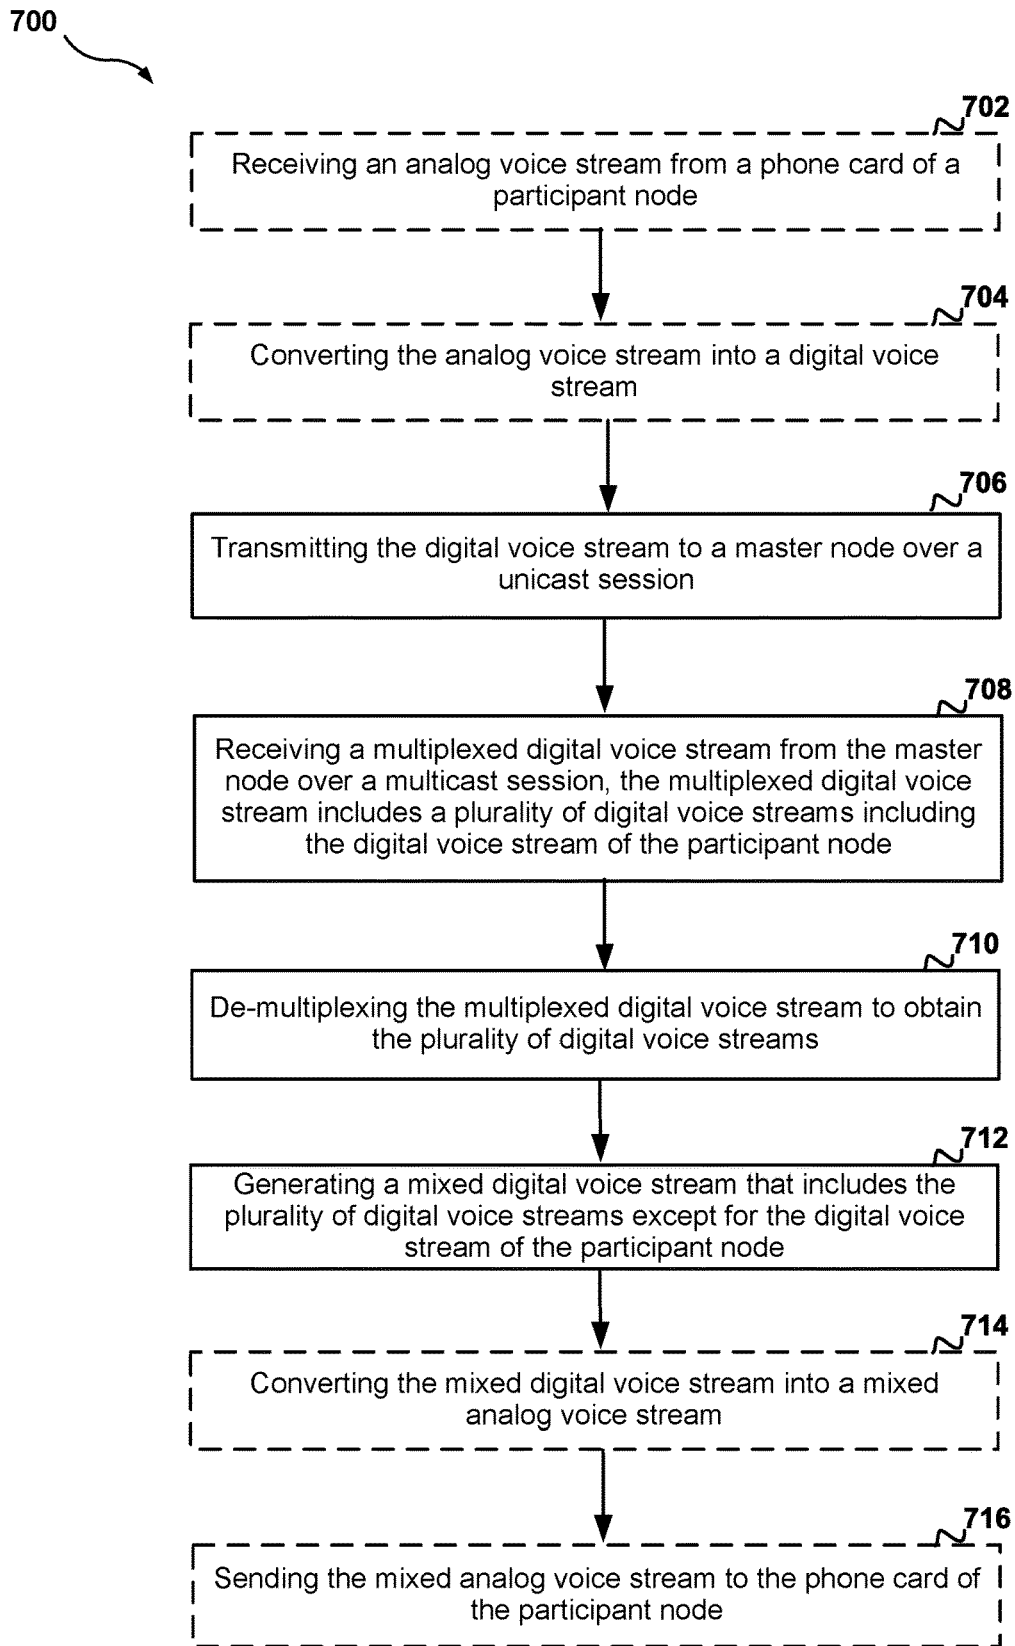 700
702
Receiving an analog voice stream from a phone card of a
participant node
704
Converting the analog voice stream into a digital voice
stream
706
Transmitting the digital voice stream to a master node over a
unicast session
708
Receiving a multiplexed digital voice stream from the master
node over a multicast session, the multiplexed digital voice
stream includes a plurality of digital voice streams including
the digital voice stream of the participant node
710
De-multiplexing the multiplexed digital voice stream to obtain
the plurality of digital voice streams
712
Generating a mixed digital voice stream that includes the
plurality of digital voice streams except for the digital voice
stream of the participant node
714
Converting the mixed digital voice stream into a mixed
analog voice stream
716
Sending the mixed analog voice stream to the phone card of
the participant node